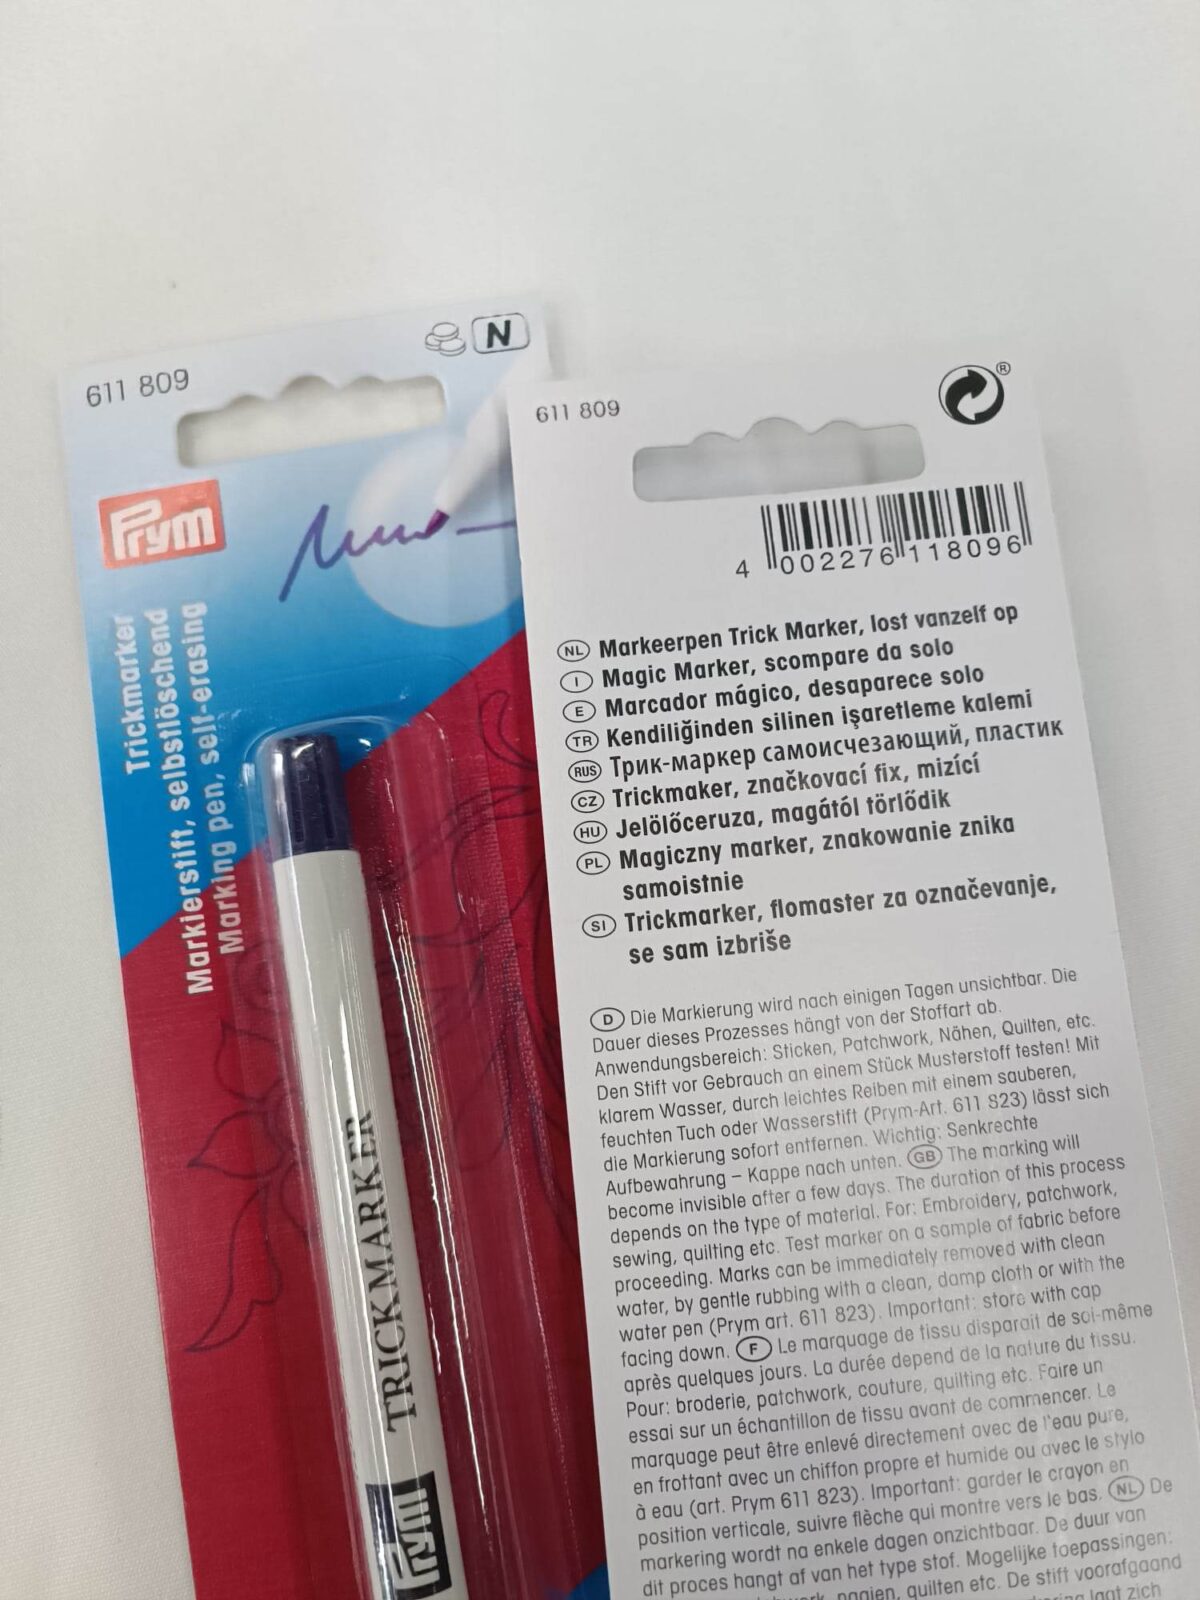 611 809
N
Prym
Trickmarker
Markierstift, selbstlöschend
Marking pen, self-erasing
TRICKMARKER
Prym
611 809
®
4 002276 118096
NL Markeerpen Trick Marker, lost vanzelf op
I Magic Marker, scompare da solo
E Marcador mágico, desaparece solo
TR Kendiliğinden silinen işaretleme kalemi
RUS Трик-маркер самоисчезающий, пластик
CZ Trickmaker, značkovací fix, mizící
HU Jelölőceruza, magától törlődik
PL Magiczny marker, znakowanie znika
samoistnie
SI Trickmarker, flomaster za označevanje,
se sam izbriše
D Die Markierung wird nach einigen Tagen unsichtbar. Die
Dauer dieses Prozesses hängt von der Stoffart ab.
Anwendungsbereich: Sticken, Patchwork, Nähen, Quilten, etc.
Den Stift vor Gebrauch an einem Stück Musterstoff testen! Mit
klarem Wasser, durch leichtes Reiben mit einem sauberen,
feuchten Tuch oder Wasserstift (Prym-Art. 611 823) lässt sich
die Markierung sofort entfernen. Wichtig: Senkrechte
Aufbewahrung – Kappe nach unten. GB The marking will
become invisible after a few days. The duration of this process
depends on the type of material. For: Embroidery, patchwork,
sewing, quilting etc. Test marker on a sample of fabric before
proceeding. Marks can be immediately removed with clean
water, by gentle rubbing with a clean, damp cloth or with the
water pen (Prym art. 611 823). Important: store with cap
facing down. F Le marquage de tissu disparait de soi-même
après quelques jours. La durée depend de la nature du tissu.
Pour: broderie, patchwork, couture, quilting etc. Faire un
essai sur un échantillon de tissu avant de commencer. Le
marquage peut être enlevé directement avec de l'eau pure,
en frottant avec un chiffon propre et humide ou avec le stylo
à eau (art. Prym 611 823). Important: garder le crayon en
position verticale, suivre flèche qui montre vers le bas. NL De
markering wordt na enkele dagen onzichtbaar. De duur van
dit proces hangt af van het type stof. Mogelijke toepassingen:
naaien, quilten etc. De stift voorafgaand
laat zich